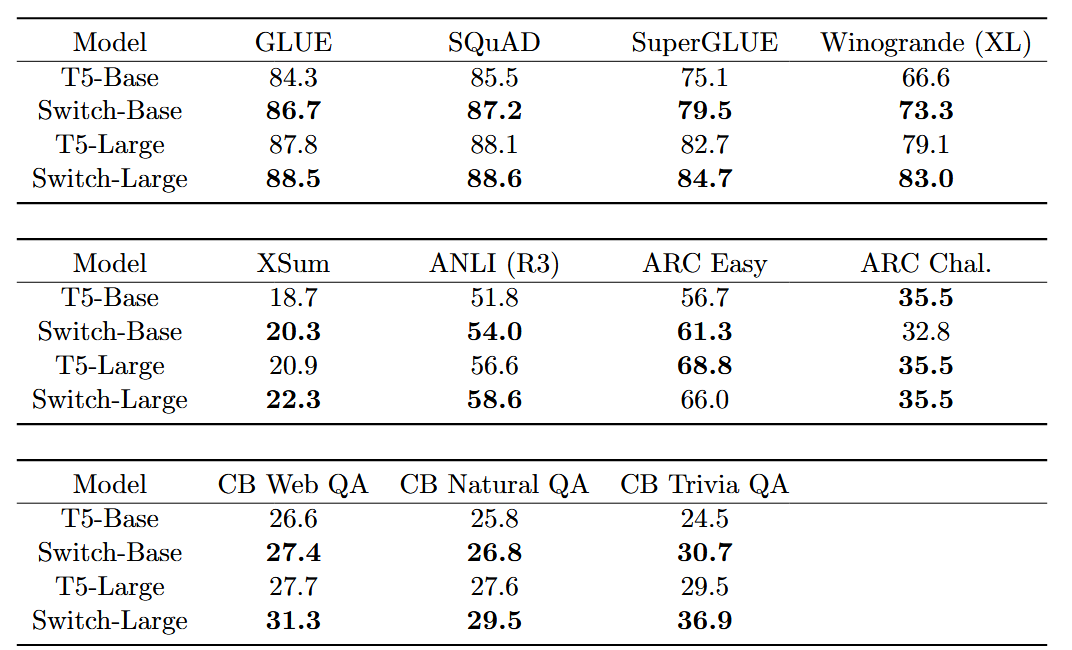 Model GLUE SQuAD SuperGLUE Winogrande (XL)
T5-Base 84.3 85.5 75.1 66.6
Switch-Base 86.7 87.2 79.5 73.3
T5-Large 87.8 88.1 82.7 79.1
Switch-Large 88.5 88.6 84.7 83.0
Model XSum ANLI (R3) ARC Easy ARC Chal.
T5-Base 18.7 51.8 56.7 35.5
Switch-Base 20.3 54.0 61.3 32.8
T5-Large 20.9 56.6 68.8 35.5
Switch-Large 22.3 58.6 66.0 35.5
Model CB Web QA CB Natural QA CB Trivia QA
T5-Base 26.6 25.8 24.5
Switch-Base 27.4 26.8 30.7
T5-Large 27.7 27.6 29.5
Switch-Large 31.3 29.5 36.9